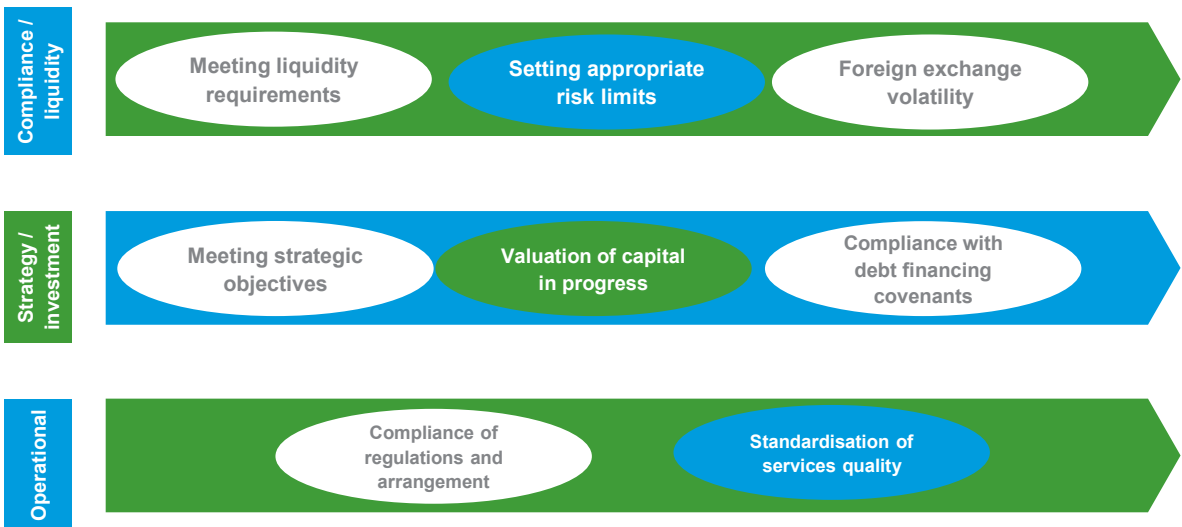 Compliance /
liquidity
Meeting liquidity
requirements
Setting appropriate
risk limits
Foreign exchange
volatility
Strategy /
investment
Meeting strategic
objectives
Valuation of capital
in progress
Compliance with
debt financing
covenants
Operational
Compliance of
regulations and
arrangement
Standardisation of
services quality